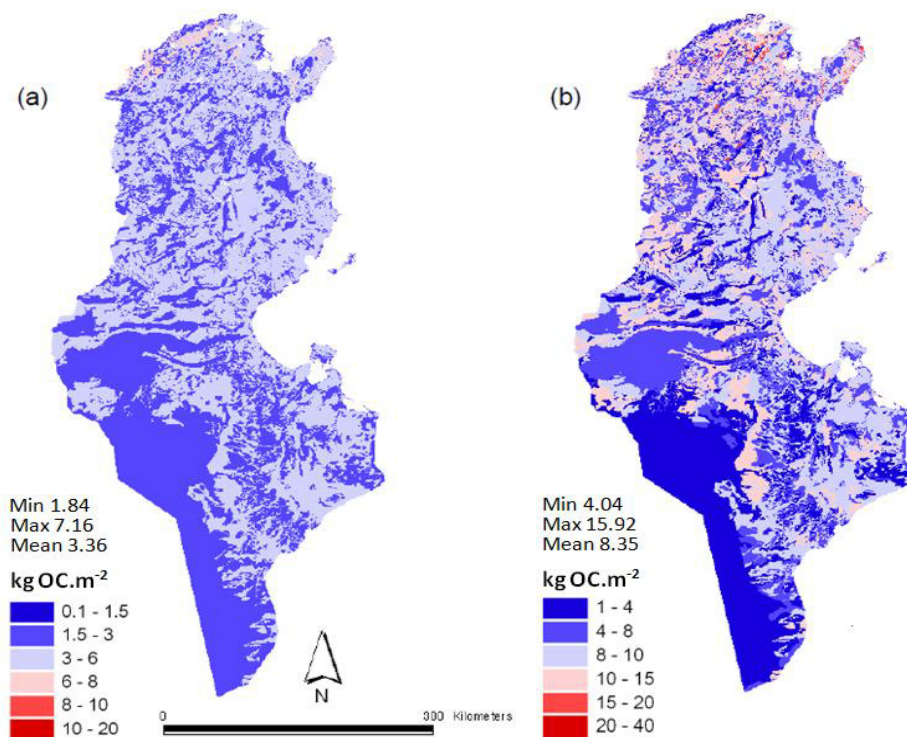 (a)
Min 1.84
Max 7.16
Mean 3.36
kg OC.m-2
0.1 - 1.5
1.5 - 3
3 - 6
6 - 8
8 - 10
10 - 20
N
0 300 Kilometers
(b)
Min 4.04
Max 15.92
Mean 8.35
kg OC.m-2
1 - 4
4 - 8
8 - 10
10 - 15
15 - 20
20 - 40